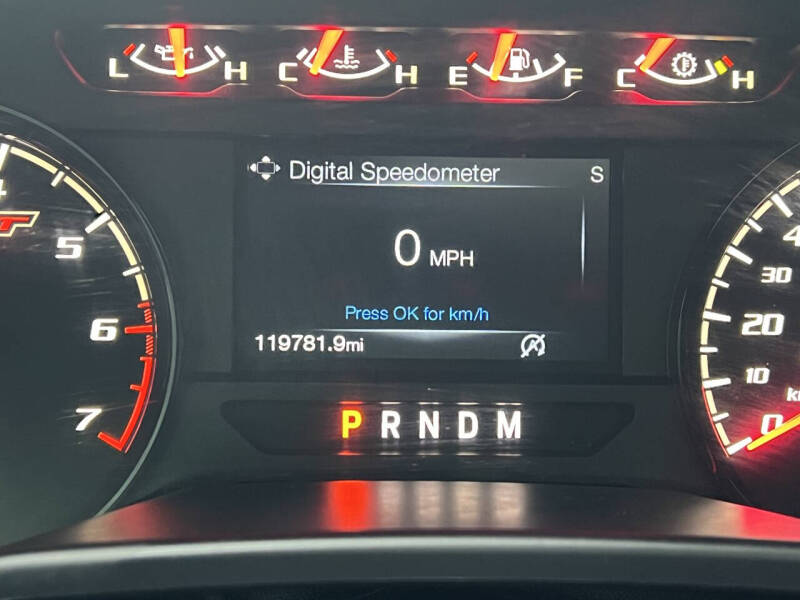 L H C H E F C H
Digital Speedometer S
0 MPH
Press OK for km/h
119781.9mi
P R N D M
5
6
7
30
20
10
0